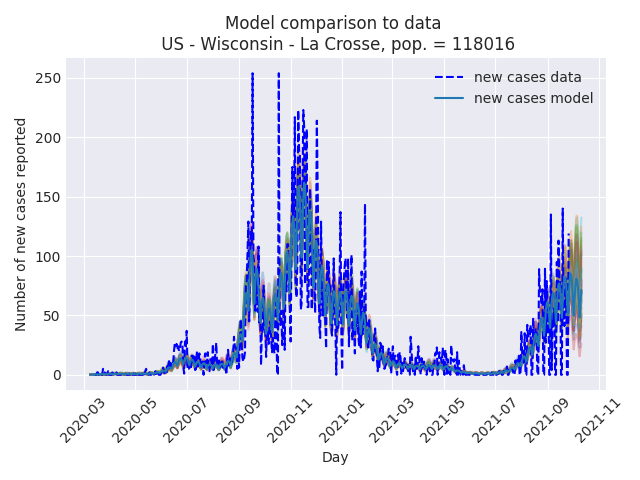 Model comparison to data
US - Wisconsin - La Crosse, pop. = 118016
new cases data
new cases model
Number of new cases reported
250
200
150
100
50
0
2020-03
2020-05
2020-07
2020-09
2020-11
2021-01
2021-03
2021-05
2021-07
2021-09
2021-11
Day